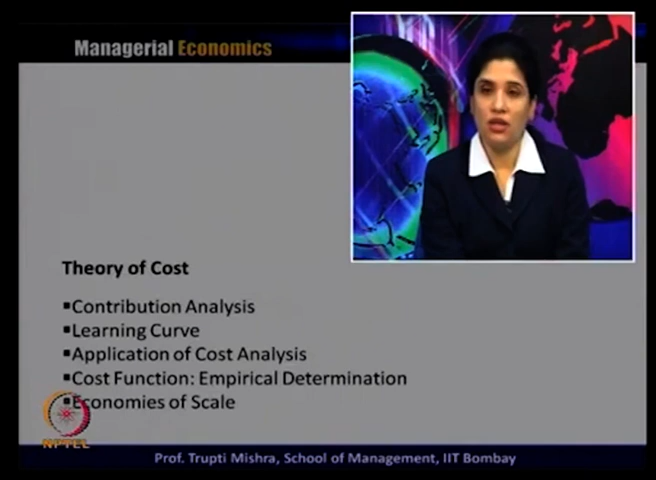 Managerial Economics
Theory of Cost
▪Contribution Analysis
▪Learning Curve
▪Application of Cost Analysis
▪Cost Function: Empirical Determination
▪Economies of Scale
NPTEL
Prof. Trupti Mishra, School of Management, IIT Bombay